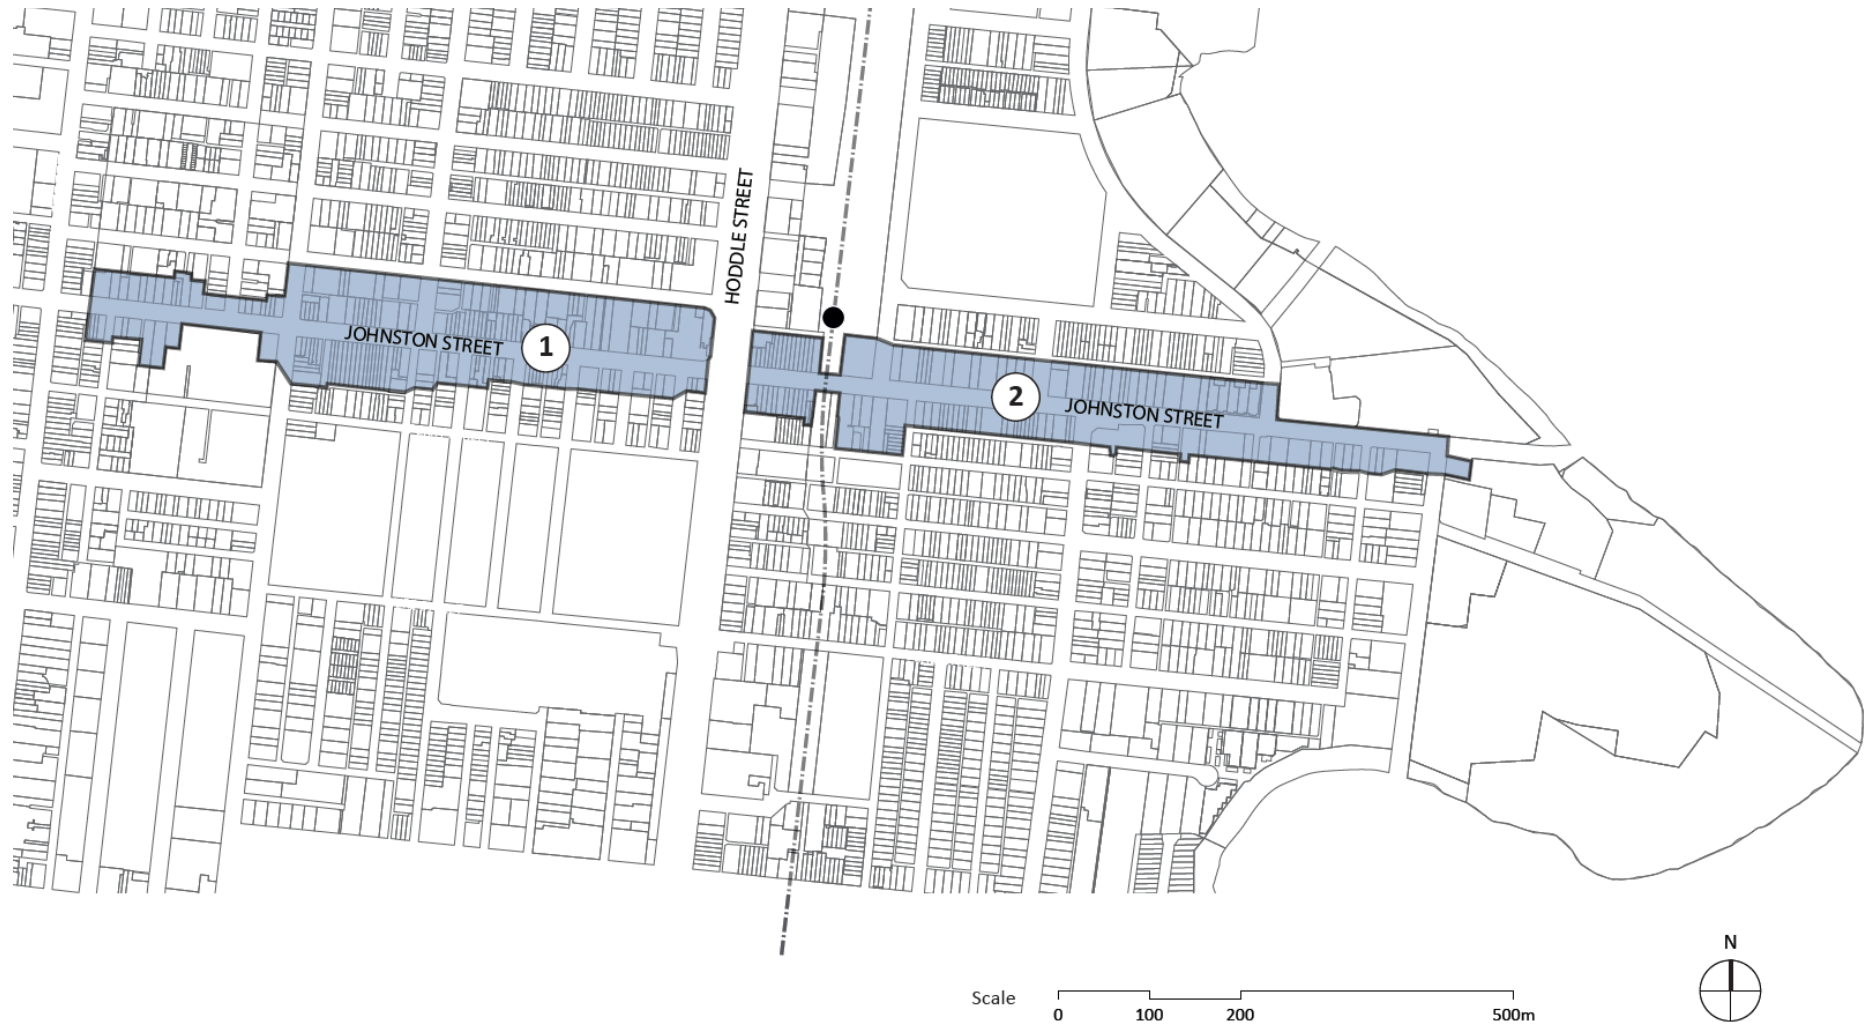 HODDLE STREET
JOHNSTON STREET
1
2
JOHNSTON STREET
N
Scale
0 100 200 500m